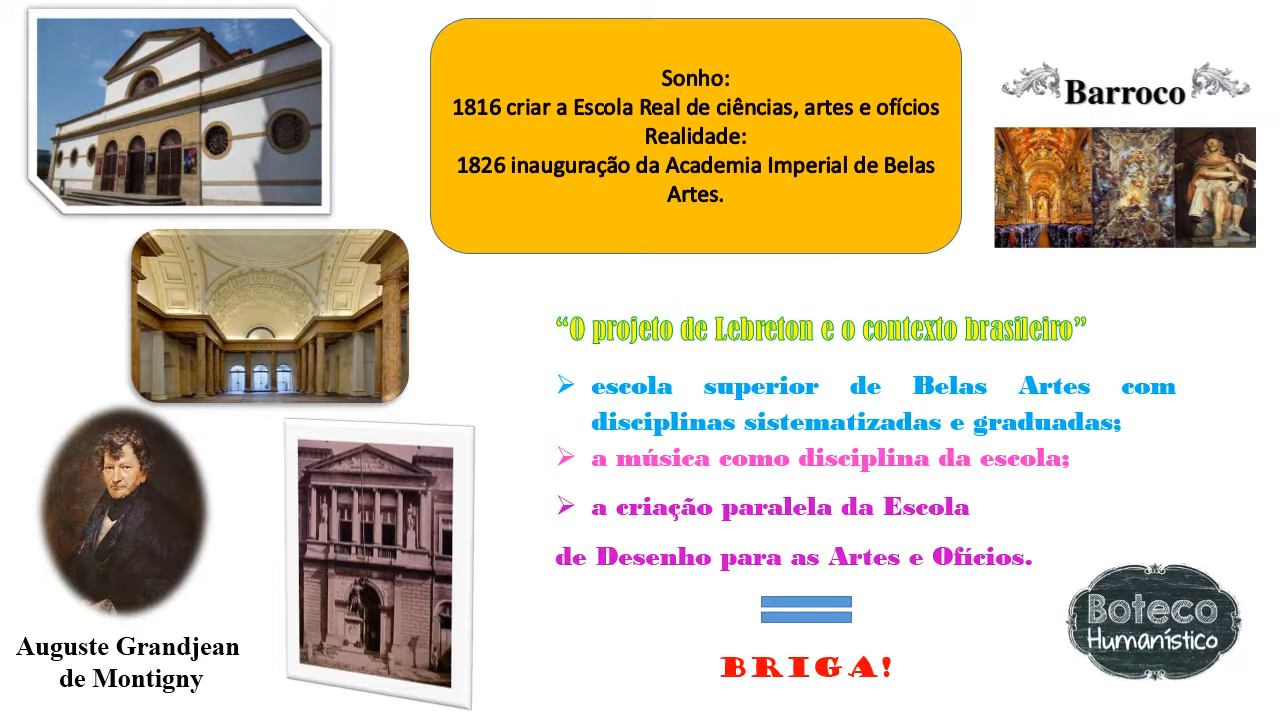 Sonho:
1816 criar a Escola Real de ciências, artes e ofícios
Realidade:
1826 inauguração da Academia Imperial de Belas
Artes.
Barroco
“O projeto de Lebreton e o contexto brasileiro”
escola superior de Belas Artes com
disciplinas sistematizadas e graduadas;
a música como disciplina da escola;
a criação paralela da Escola
de Desenho para as Artes e Ofícios.
BRIGA!
Auguste Grandjean
de Montigny
Boteco
Humanístico